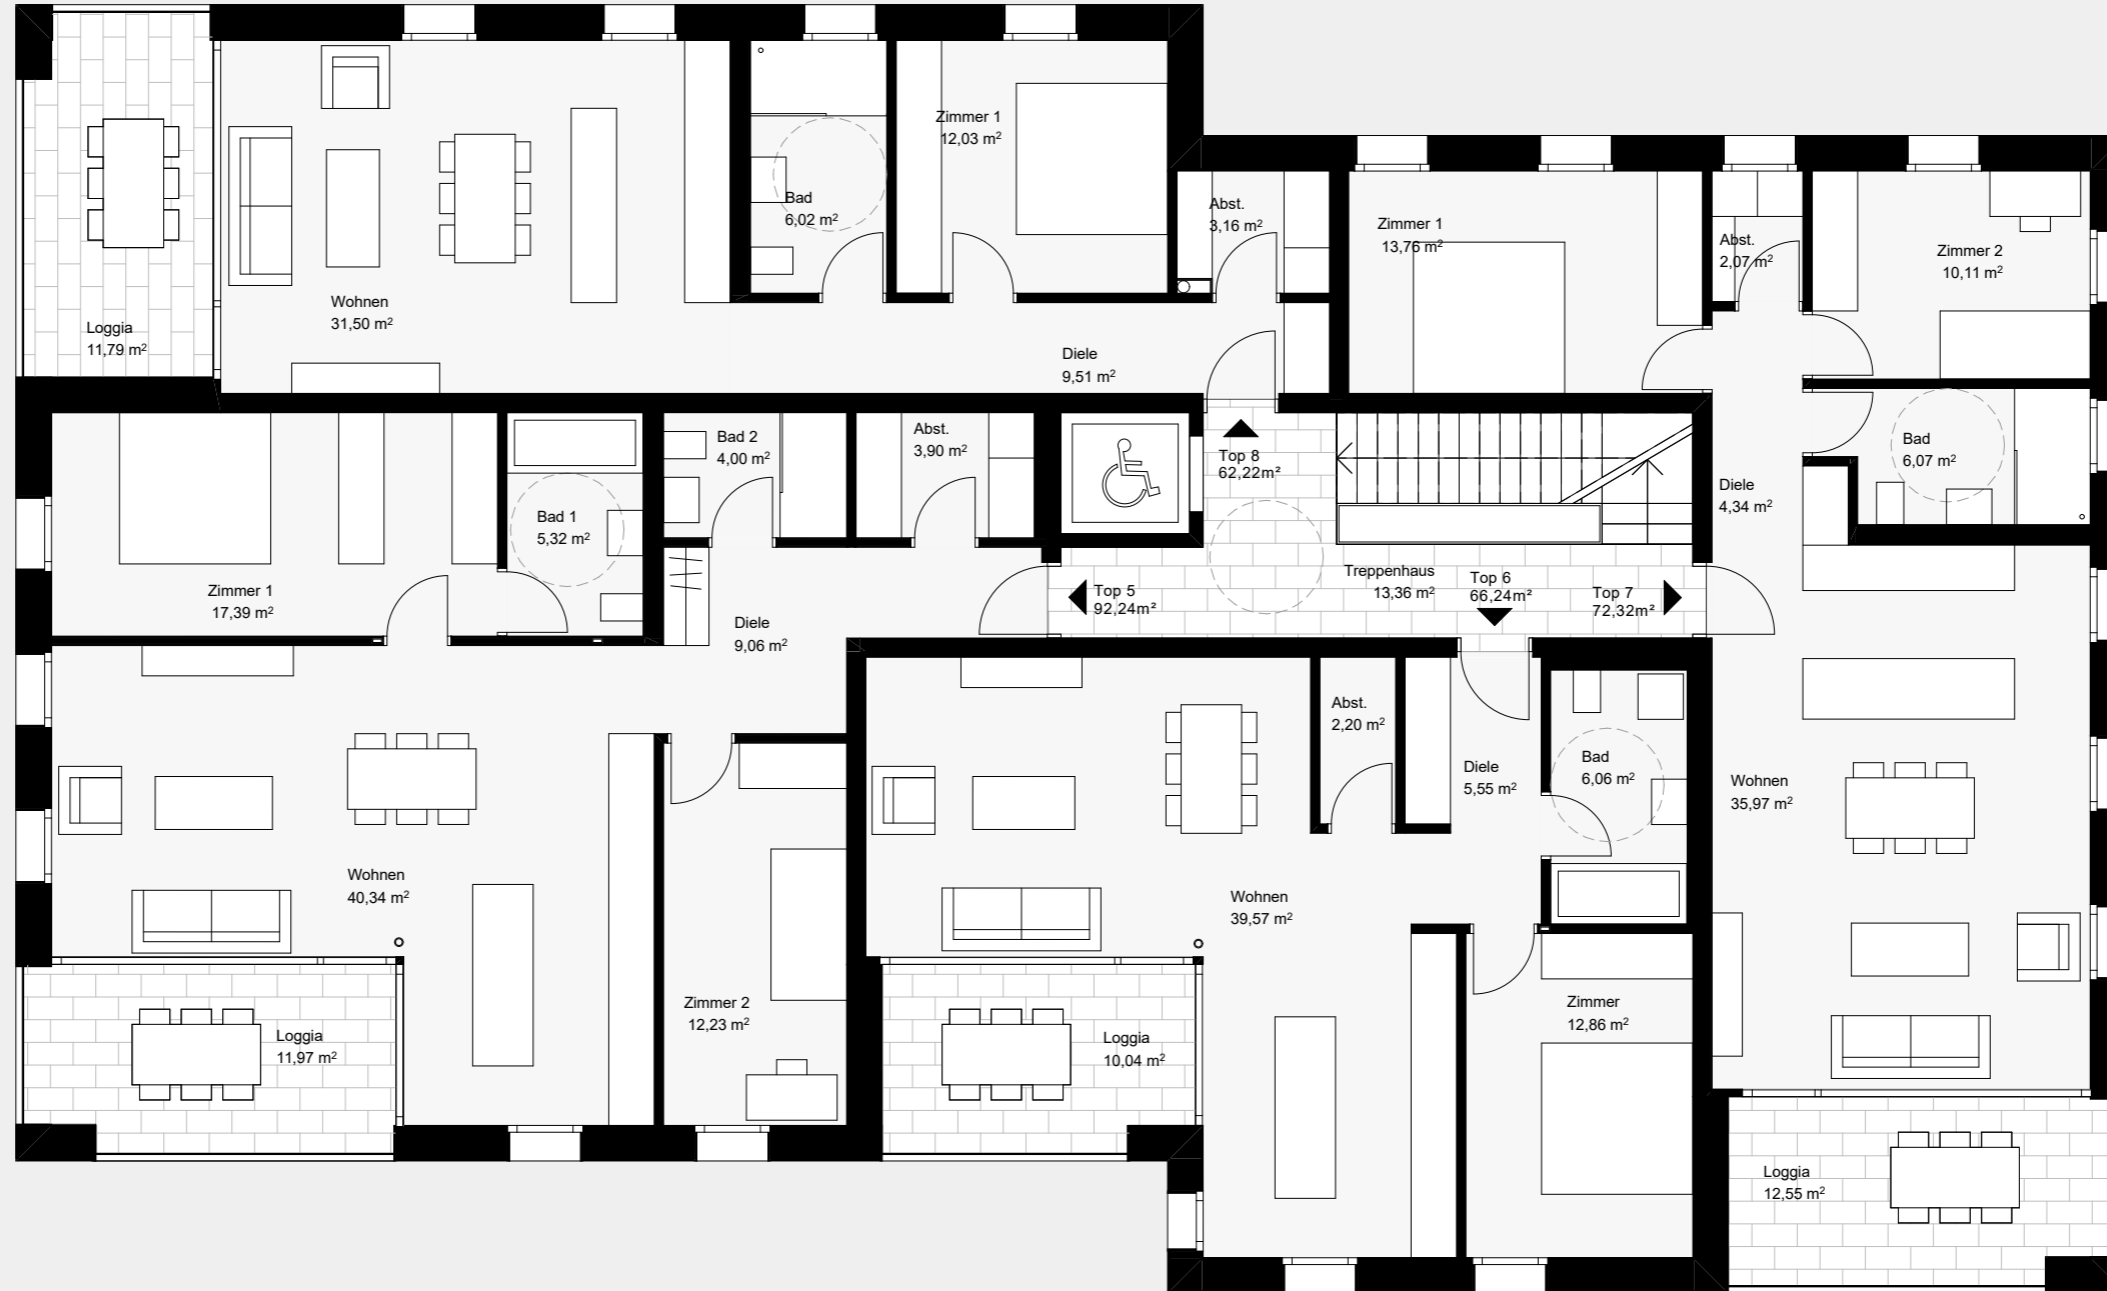 Zimmer 1
12,03 m²
Bad
6,02 m²
Abst.
3,16 m²
Zimmer 1
13,76 m²
Abst.
2,07 m²
Zimmer 2
10,11 m²
Wohnen
31,50 m²
Loggia
11,79 m²
Diele
9,51 m²
Bad 2
4,00 m²
Abst.
3,90 m²
Top 8
62,22m²
Bad
6,07 m²
Diele
4,34 m²
Bad 1
5,32 m²
Zimmer 1
17,39 m²
Diele
9,06 m²
Top 5
92,24m²
Treppenhaus
13,36 m²
Top 6
66,24m²
Top 7
72,32m²
Abst.
2,20 m²
Diele
5,55 m²
Bad
6,06 m²
Wohnen
35,97 m²
Wohnen
40,34 m²
Wohnen
39,57 m²
Zimmer 2
12,23 m²
Zimmer
12,86 m²
Loggia
11,97 m²
Loggia
10,04 m²
Loggia
12,55 m²